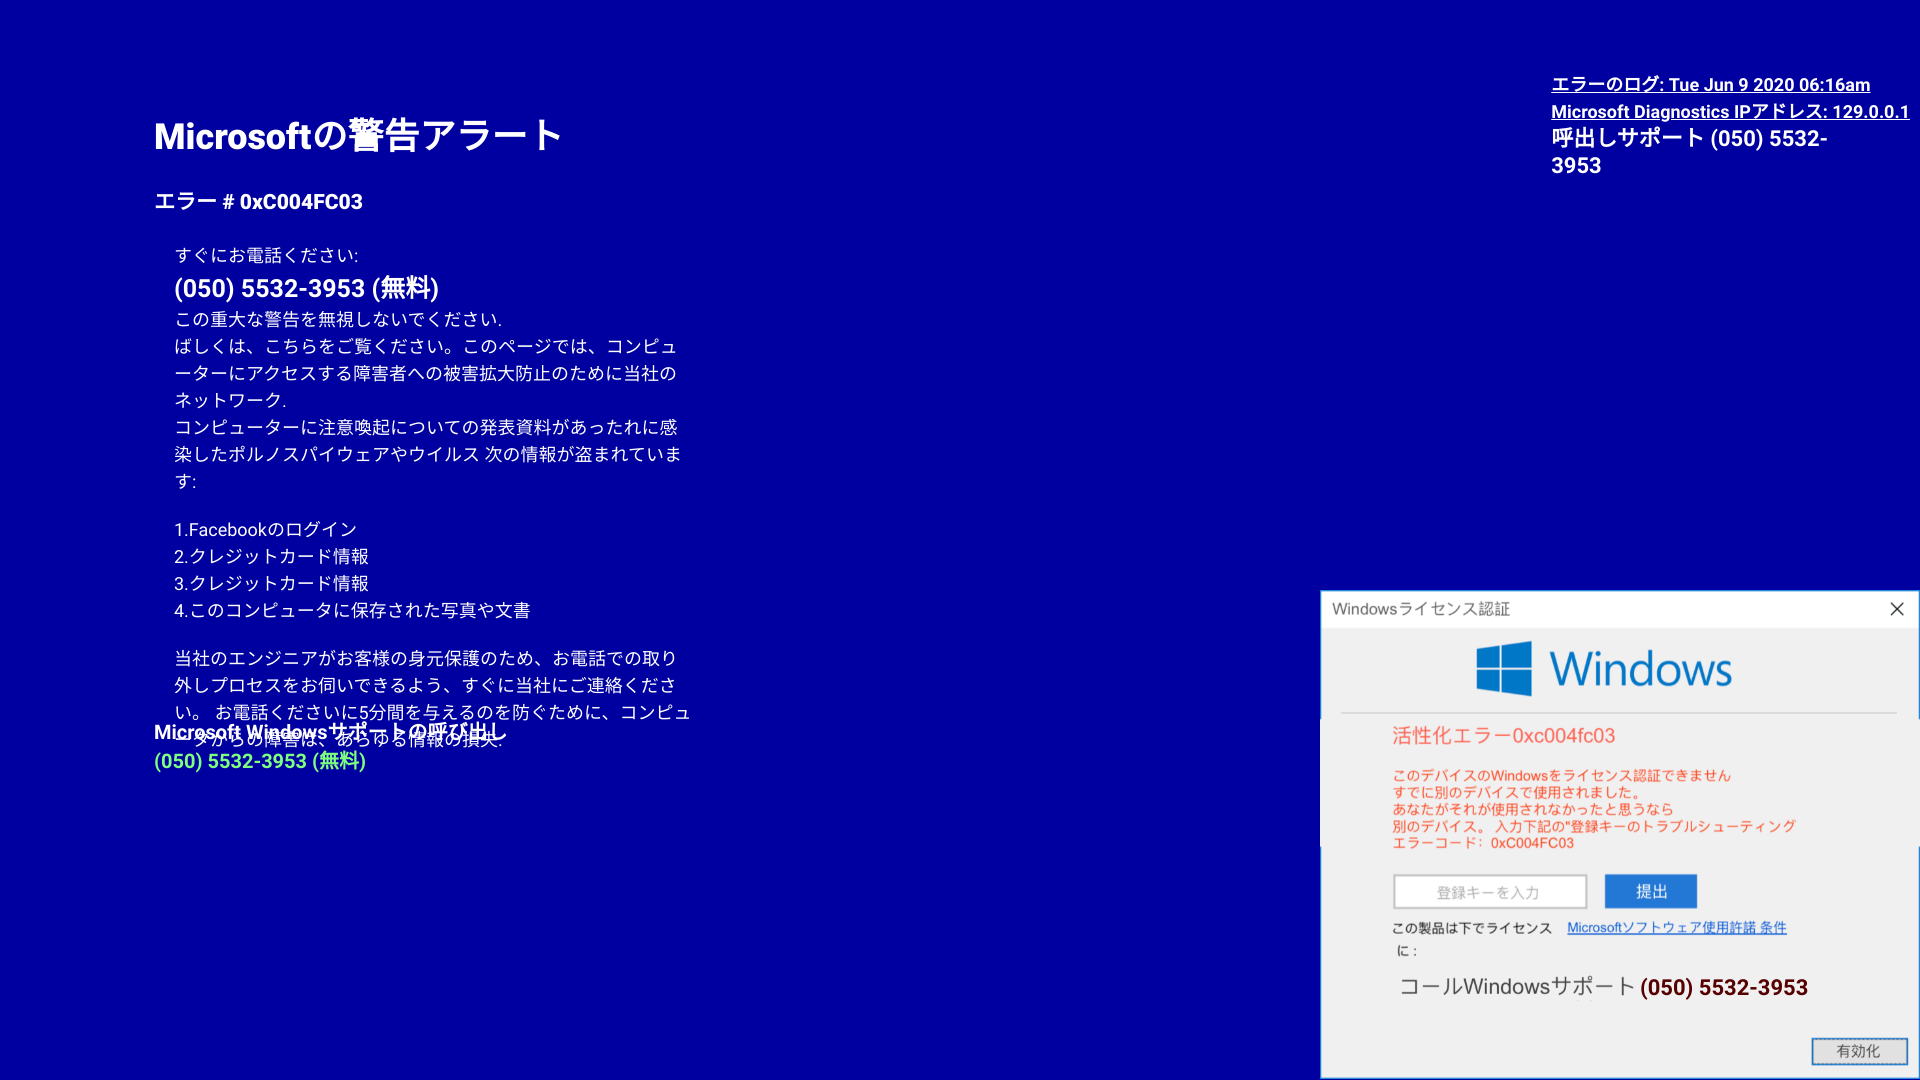 エラーのログ: Tue Jun 9 2020 06:16am
Microsoft Diagnostics IPアドレス: 129.0.0.1
呼出しサポート (050) 5532-
3953
Microsoftの警告アラート
エラー # 0xC004FC03
すぐにお電話ください:
(050) 5532-3953 (無料)
この重大な警告を無視しないでください.
ばしくは、こちらをご覧ください。このページでは、コンピュ
ーターにアクセスする障害者への被害拡大防止のために当社の
ネットワーク.
コンピューターに注意喚起についての発表資料があったれに感
染したポルノスパイウェアやウイルス 次の情報が盗まれていま
す:
1.Facebookのログイン
2.クレジットカード情報
3.クレジットカード情報
4.このコンピュータに保存された写真や文書
当社のエンジニアがお客様の身元保護のため、お電話での取り
外しプロセスをお伺いできるよう、すぐに当社にご連絡くださ
い。 お電話くださいに5分間を与えるのを防ぐために、コンピュ
ータからの障害は、あらゆる情報の損失.
Microsoft Windowsサポートの呼び出し
(050) 5532-3953 (無料)
Windowsライセンス認証
Windows
活性化エラー0xc004fc03
このデバイスのWindowsをライセンス認証できません
すでに別のデバイスで使用されました。
あなたがそれが使用されなかったと思うなら
別のデバイス。 入力下記の"登録キーのトラブルシューティング
エラーコード: 0xC004FC03
登録キーを入力
提出
この製品は下でライセンス Microsoftソフトウェア使用許諾 条件
に :
コールWindowsサポート (050) 5532-3953
有効化